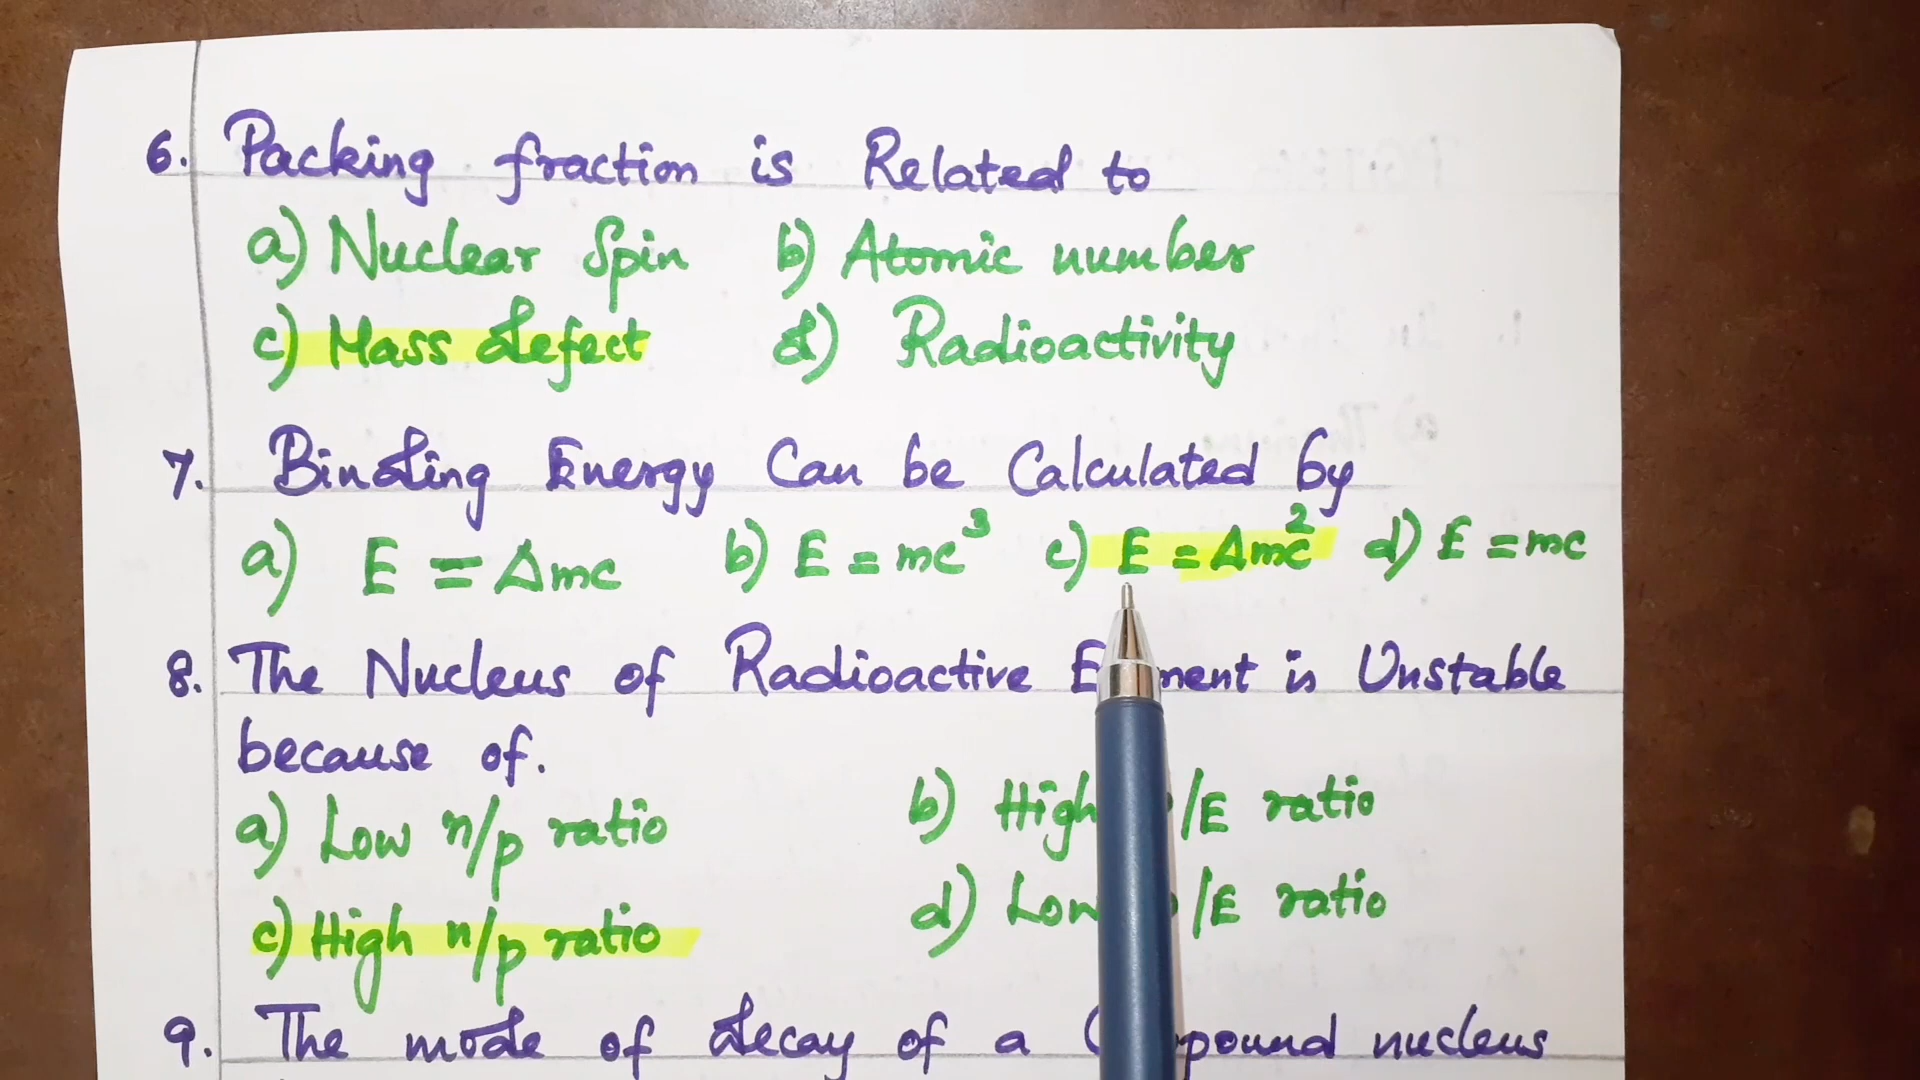 6. Packing fraction is Related to
a) Nuclear Spin b) Atomic number
c) Mass defect d) Radioactivity
7. Binding Energy Can be Calculated by
a) E = Δmc b) E = mc³ c) E = Δmc² d) E = mc
8. The Nucleus of Radioactive is Unstable
because of.
a) Low n/p ratio b) High /E ratio
c) High n/p ratio d) Low /E ratio
9. The mode of decay of a nucleus